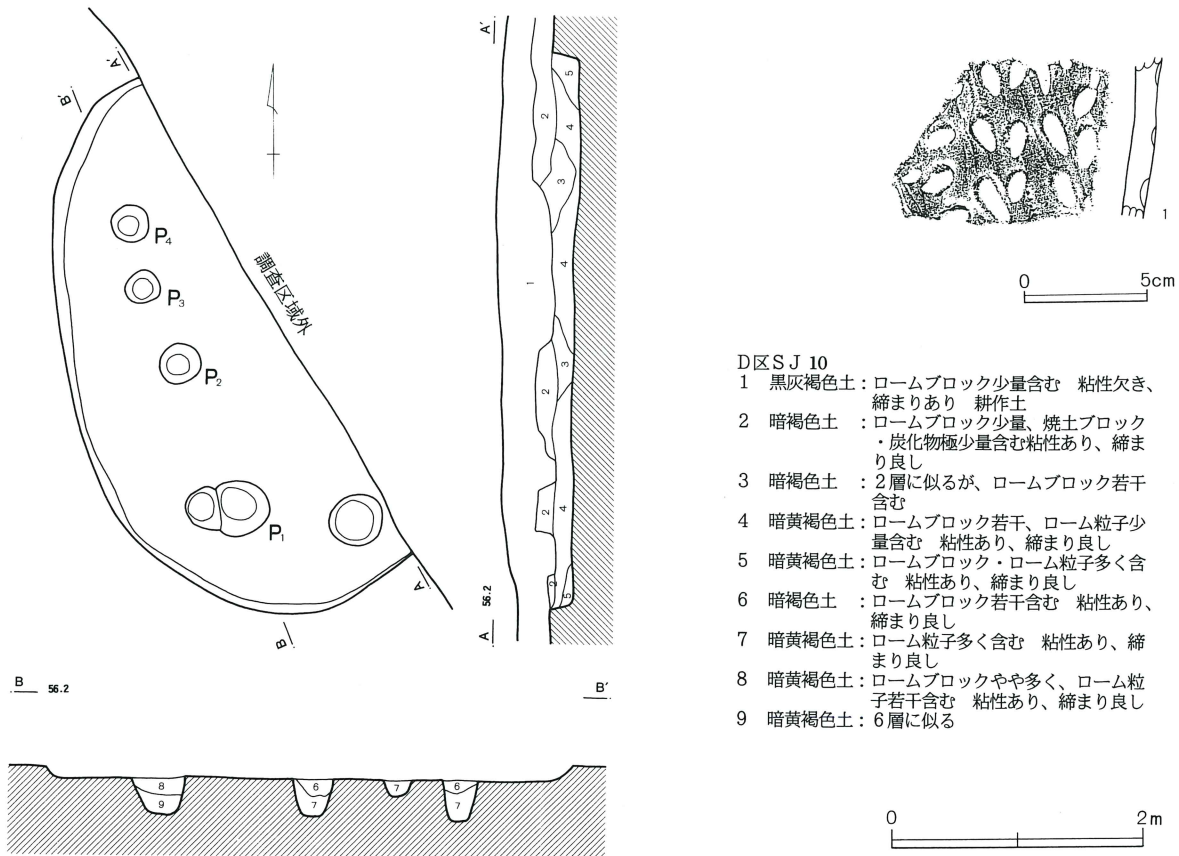 A'
B'
P4
P3
P2
P1
調査区域外
A
B
A'
5
2
4
3
1
4
3
2
2
4
2
5
56.2
A
B 56.2
B'
8
9
6
7
7
6
7
1
0 5cm
D区SJ 10
1 黒灰褐色土：ロームブロック少量含む 粘性欠き、
締まりあり 耕作土
2 暗褐色土 ：ロームブロック少量、焼土ブロック
・炭化物極少量含む粘性あり、締ま
り良し
3 暗褐色土 ：2層に似るが、ロームブロック若干
含む
4 暗黄褐色土：ロームブロック若干、ローム粒子少
量含む 粘性あり、締まり良し
5 暗黄褐色土：ロームブロック・ローム粒子多く含
む 粘性あり、締まり良し
6 暗褐色土 ：ロームブロック若干含む 粘性あり、
締まり良し
7 暗黄褐色土：ローム粒子多く含む 粘性あり、締
まり良し
8 暗黄褐色土：ロームブロックやや多く、ローム粒
子若干含む 粘性あり、締まり良し
9 暗黄褐色土：6層に似る
0 2m